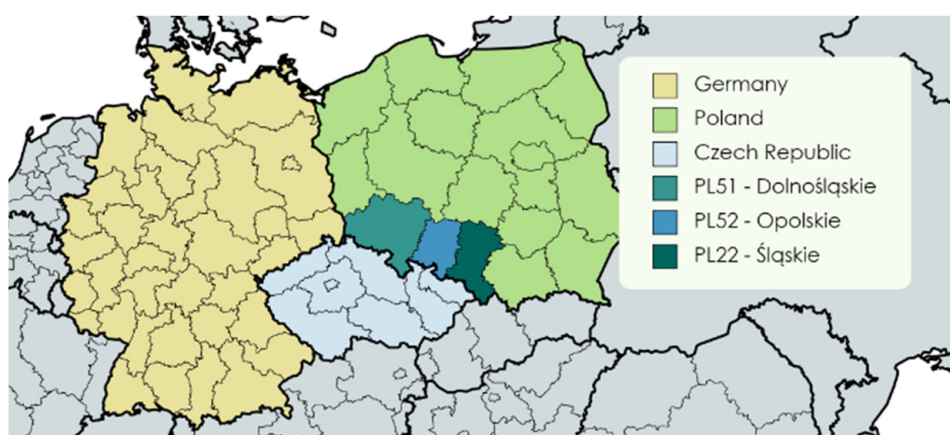 Germany
Poland
Czech Republic
PL51 - Dolnośląskie
PL52 - Opolskie
PL22 - Śląskie